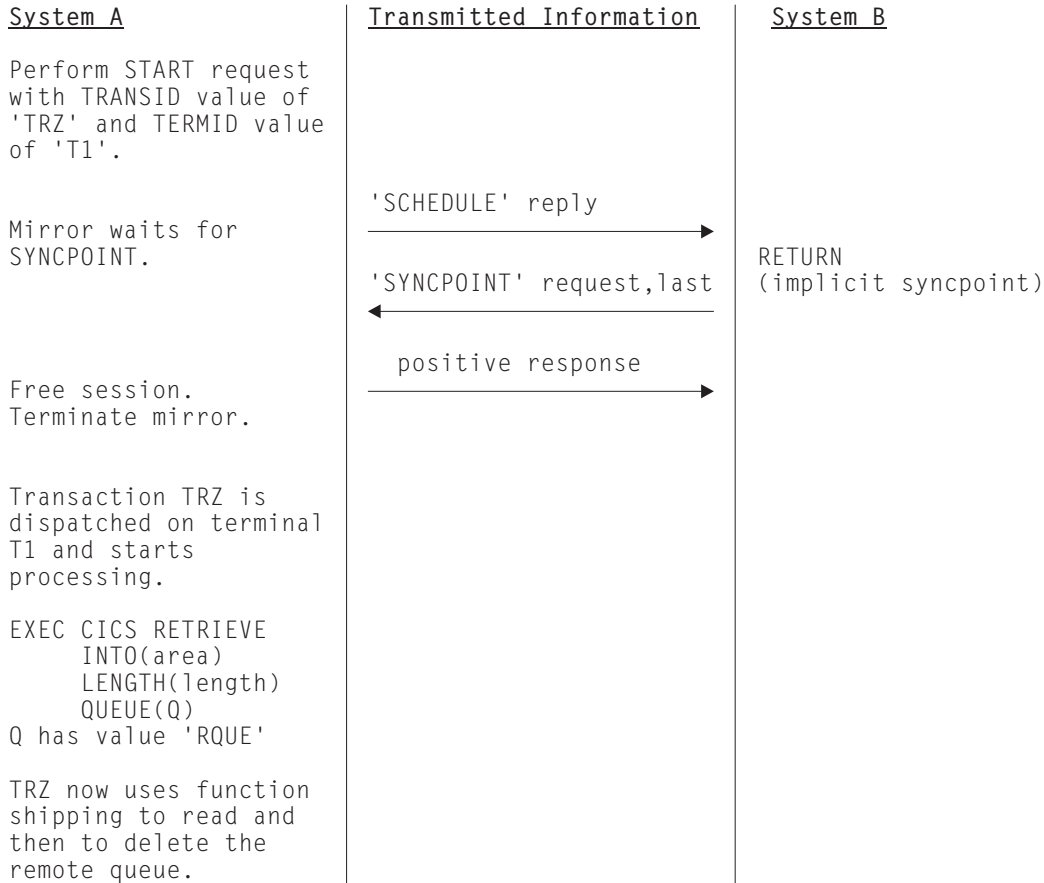 System A
Transmitted Information
System B
Perform START request
with TRANSID value of
'TRZ' and TERMID value
of 'T1'.
'SCHEDULE' reply
Mirror waits for
SYNCPOINT.
RETURN
'SYNCPOINT' request,last
(implicit syncpoint)
positive response
Free session.
Terminate mirror.
Transaction TRZ is
dispatched on terminal
T1 and starts
processing.
EXEC CICS RETRIEVE
INTO(area)
LENGTH(length)
QUEUE(Q)
Q has value 'RQUE'
TRZ now uses function
shipping to read and
then to delete the
remote queue.